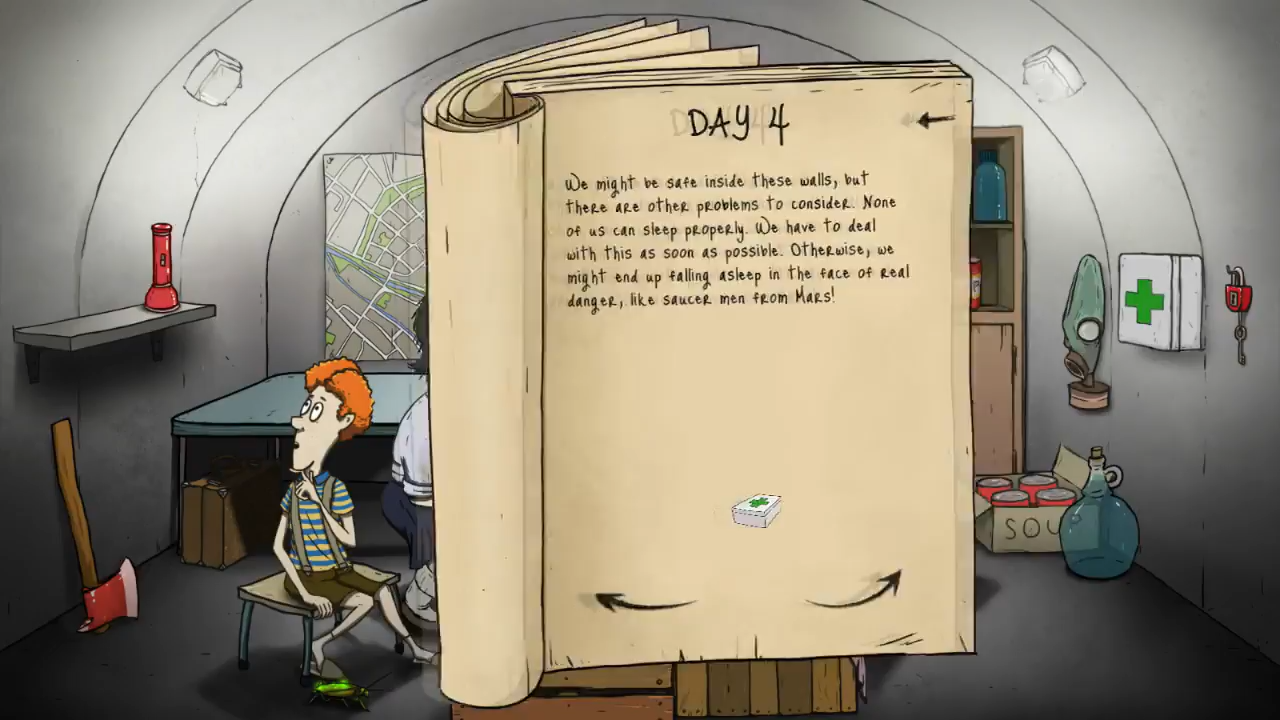 DAY 4
We might be safe inside these walls, but
there are other problems to consider. None
of us can sleep properly. We have to deal
with this as soon as possible. Otherwise, we
might end up falling asleep in the face of real
danger, like saucer men from Mars!
SOU